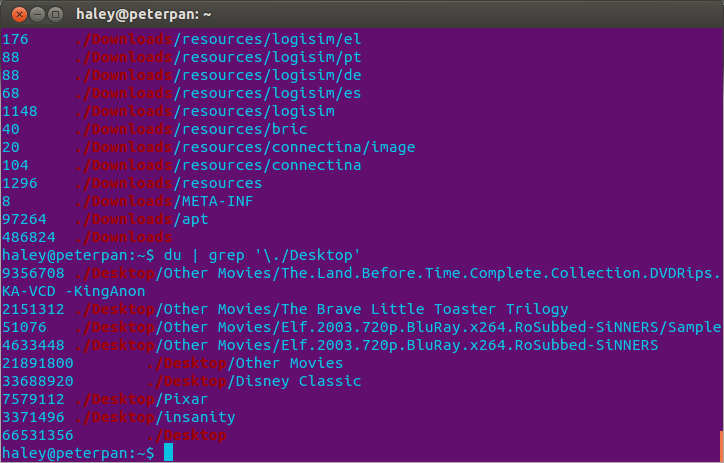 haley@peterpan: ~
176 ./Downloads/resources/logisim/el
88 ./Downloads/resources/logisim/pt
88 ./Downloads/resources/logisim/de
68 ./Downloads/resources/logisim/es
1148 ./Downloads/resources/logisim
40 ./Downloads/resources/bric
20 ./Downloads/resources/connectina/image
104 ./Downloads/resources/connectina
1296 ./Downloads/resources
8 ./Downloads/META-INF
97264 ./Downloads/apt
486824 ./Downloads
haley@peterpan:~$ du | grep '\./Desktop'
9356708 ./Desktop/Other Movies/The.Land.Before.Time.Complete.Collection.DVDRips.
KA-VCD -KingAnon
2151312 ./Desktop/Other Movies/The Brave Little Toaster Trilogy
51076 ./Desktop/Other Movies/Elf.2003.720p.BluRay.x264.RoSubbed-SiNNERS/Sample
4633448 ./Desktop/Other Movies/Elf.2003.720p.BluRay.x264.RoSubbed-SiNNERS
21891800 ./Desktop/Other Movies
33688920 ./Desktop/Disney Classic
7579112 ./Desktop/Pixar
3371496 ./Desktop/insanity
66531356 ./Desktop
haley@peterpan:~$